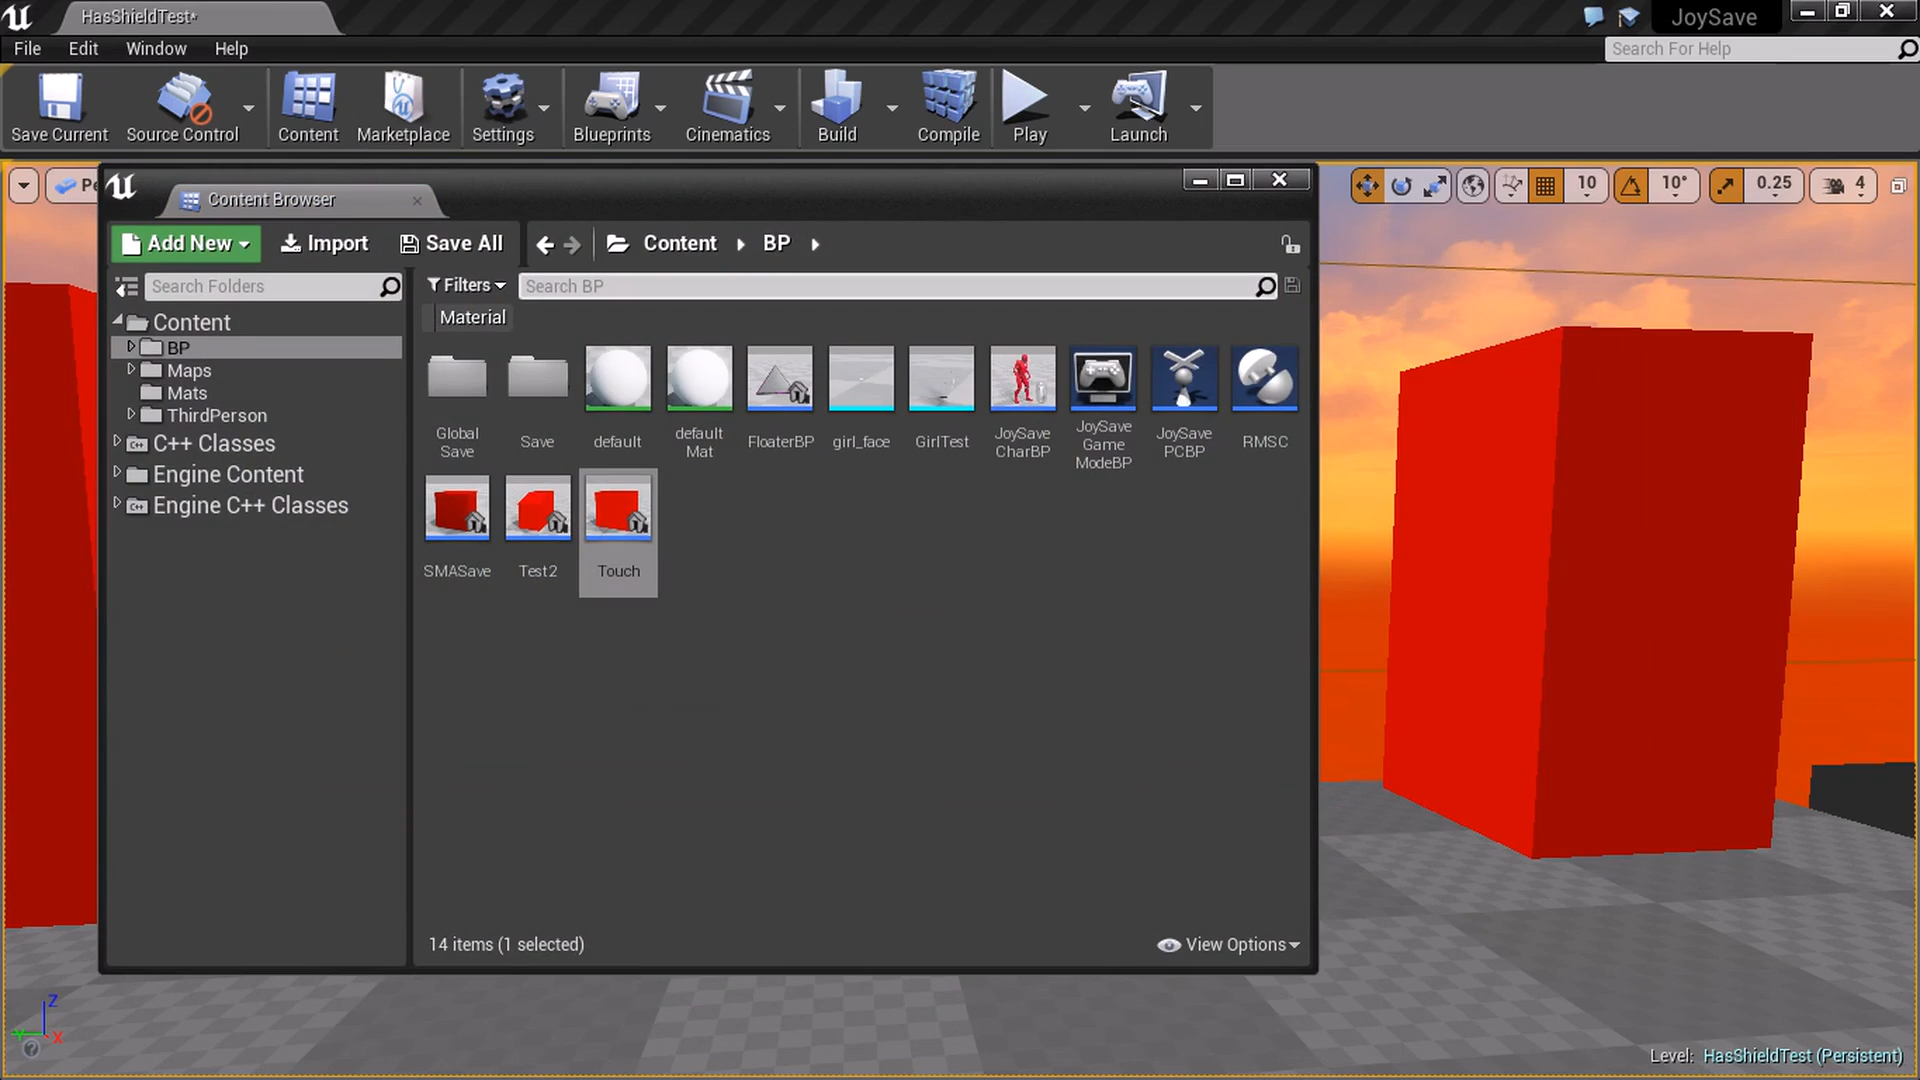 HasShieldTest*
JoySave
File Edit Window Help
Search For Help
Save Current Source Control Content Marketplace Settings Blueprints Cinematics Build Compile Play Launch
Content Browser
10 10° 0.25 4
Add New Import Save All Content BP
Search Folders
Filters Search BP
Material
Content
BP
Maps
Mats
ThirdPerson
C++ Classes
Engine Content
Engine C++ Classes
Global Save
Save
default
default Mat
FloaterBP
girl_face
GirlTest
JoySave CharBP
JoySave Game ModeBP
JoySave PCBP
RMSC
SMASave
Test2
Touch
14 items (1 selected)
View Options
Z
X
Level: HasShieldTest (Persistent)